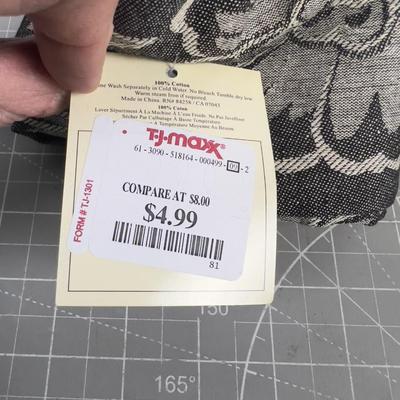 100% Cotton
ne Wash Separately in Cold Water. No Bleach Tumble dry low
Warm steam Iron if required.
Made in China. RN# 84258 / CA 07043
100% Coton
Laver Séparément À La Machine À L'eau Froide. Ne Pas Javelliser
Sécher Par Culbutage À Basse Température
À Température Moyenne Au Besoin
T·J·maxx
61-3090-518164-000499-09-2
COMPARE AT $8.00
$4.99
81
FORM # TJ-1301
150
165°